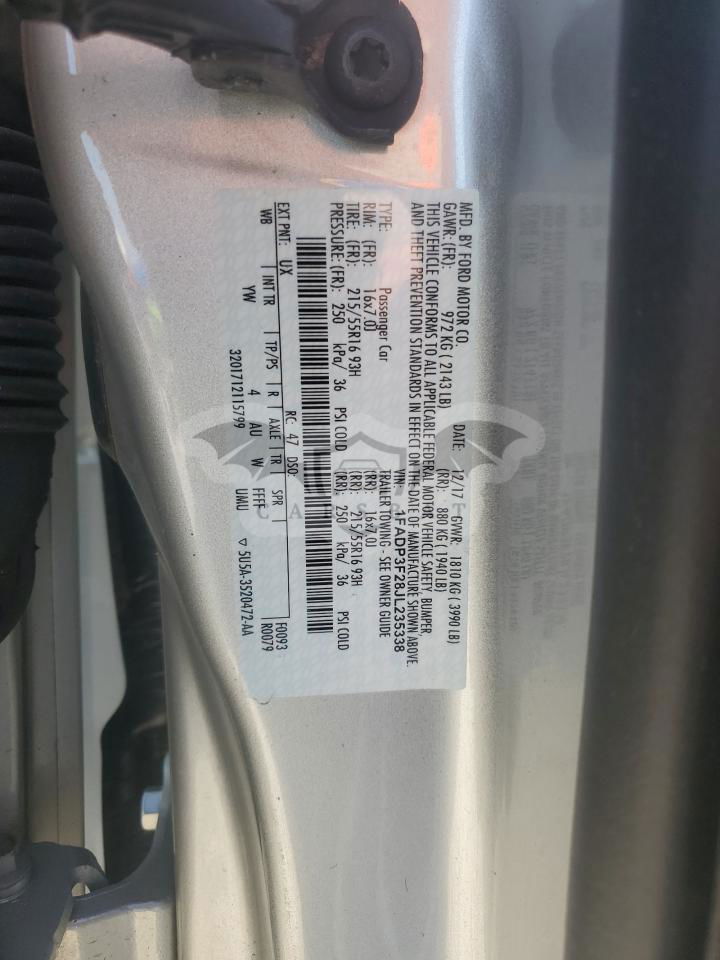 MFD. BY FORD MOTOR CO.
DATE: 12/17 GVWR: 1810 KG ( 3990 LB)
GAWR: (FR): 972 KG ( 2143 LB) (RR): 880 KG ( 1940 LB)
THIS VEHICLE CONFORMS TO ALL APPLICABLE FEDERAL MOTOR VEHICLE SAFETY, BUMPER,
AND THEFT PREVENTION STANDARDS IN EFFECT ON THE DATE OF MANUFACTURE SHOWN ABOVE.
VIN: 1FADP3F28JL235338
TYPE: Passenger Car TRAILER TOWING - SEE OWNER GUIDE
RIM: (FR): 16x7.0J (RR): 16x7.0J
TIRE: (FR): 215/55R16 93H (RR): 215/55R16 93H
PRESSURE: (FR): 250 kPa/ 36 PSI COLD (RR): 250 kPa/ 36 PSI COLD
EXT PNT: UX RC: 47 DSO: F0093
WB INT TR TP/PS R AXLE TR SPR R0079
YW 4 AU W FFFF
UMU
3201712115799 ▽ 5U5A-3520472-AA